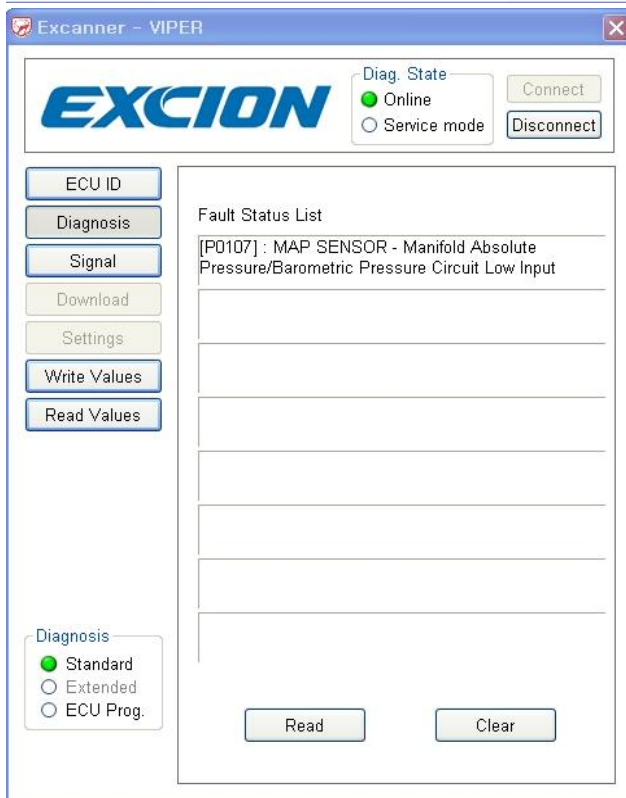 Excanner - VIPER
EXCION
Diag. State
Online
Service mode
Connect
Disconnect
ECU ID
Diagnosis
Signal
Download
Settings
Write Values
Read Values
Fault Status List
[P0107] : MAP SENSOR - Manifold Absolute
Pressure/Barometric Pressure Circuit Low Input
Diagnosis
Standard
Extended
ECU Prog.
Read
Clear